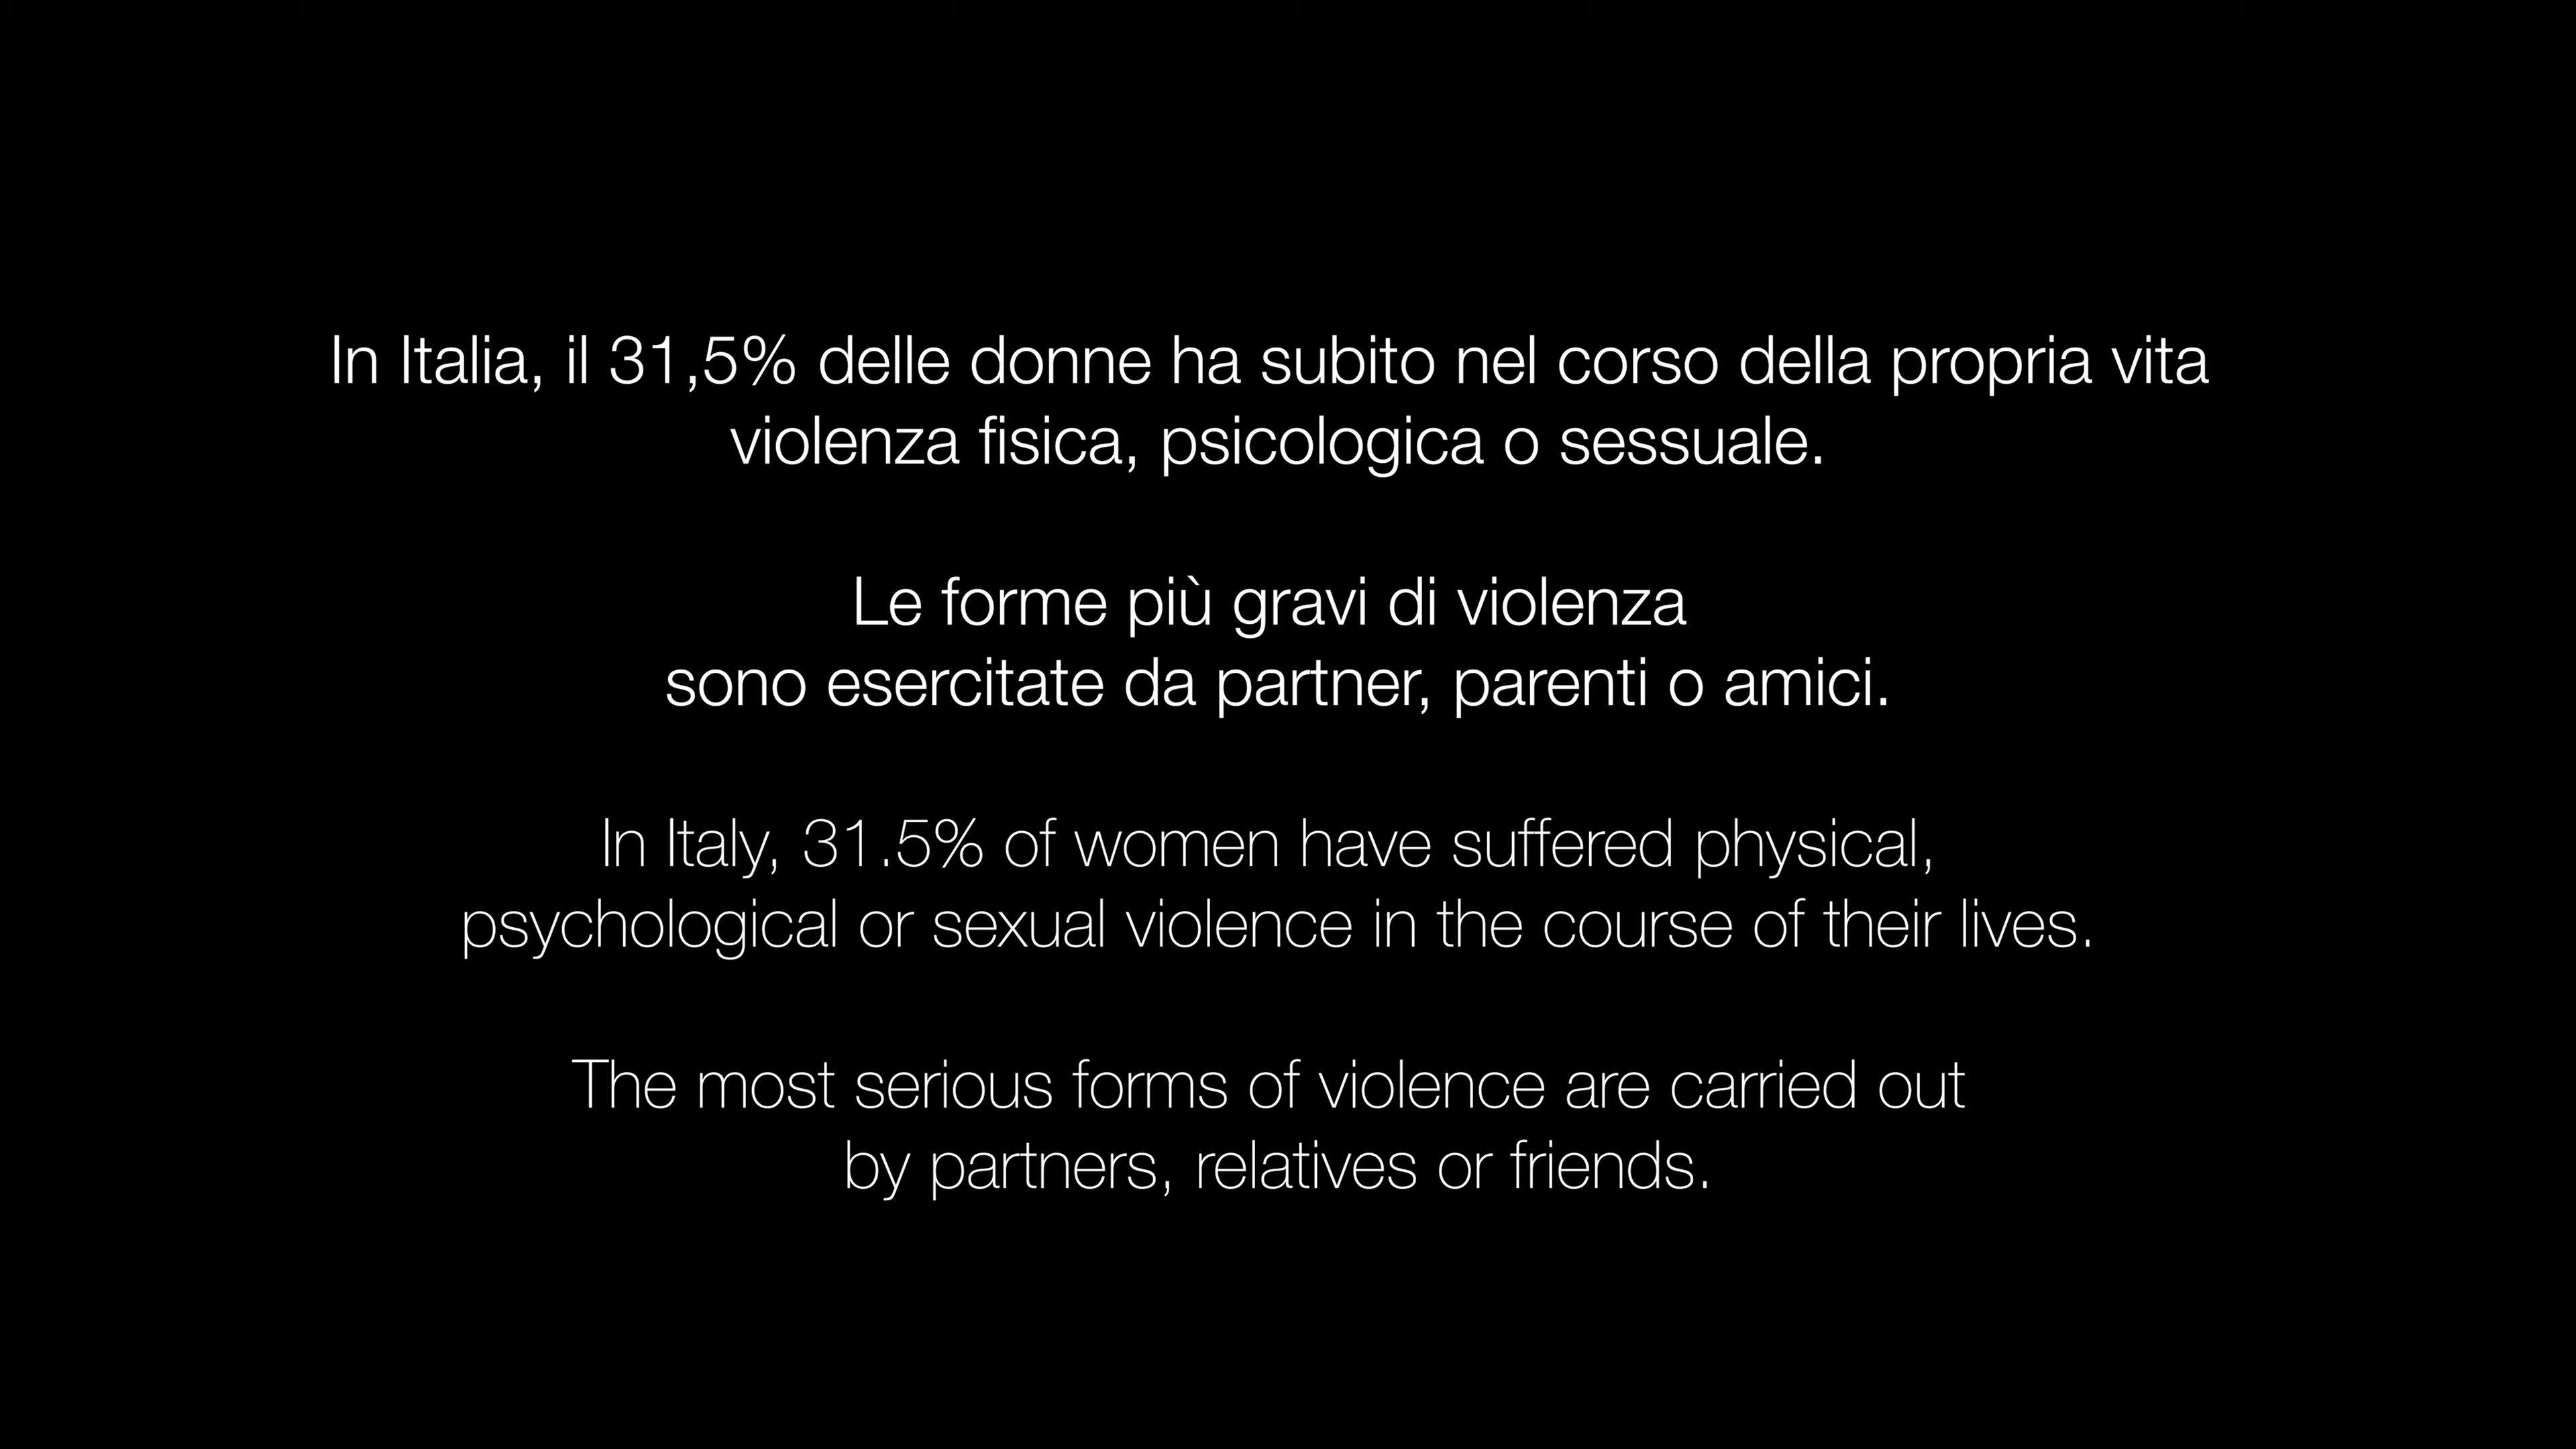 In Italia, il 31,5% delle donne ha subito nel corso della propria vita
violenza fisica, psicologica o sessuale.
Le forme più gravi di violenza
sono esercitate da partner, parenti o amici.
In Italy, 31.5% of women have suffered physical,
psychological or sexual violence in the course of their lives.
The most serious forms of violence are carried out
by partners, relatives or friends.